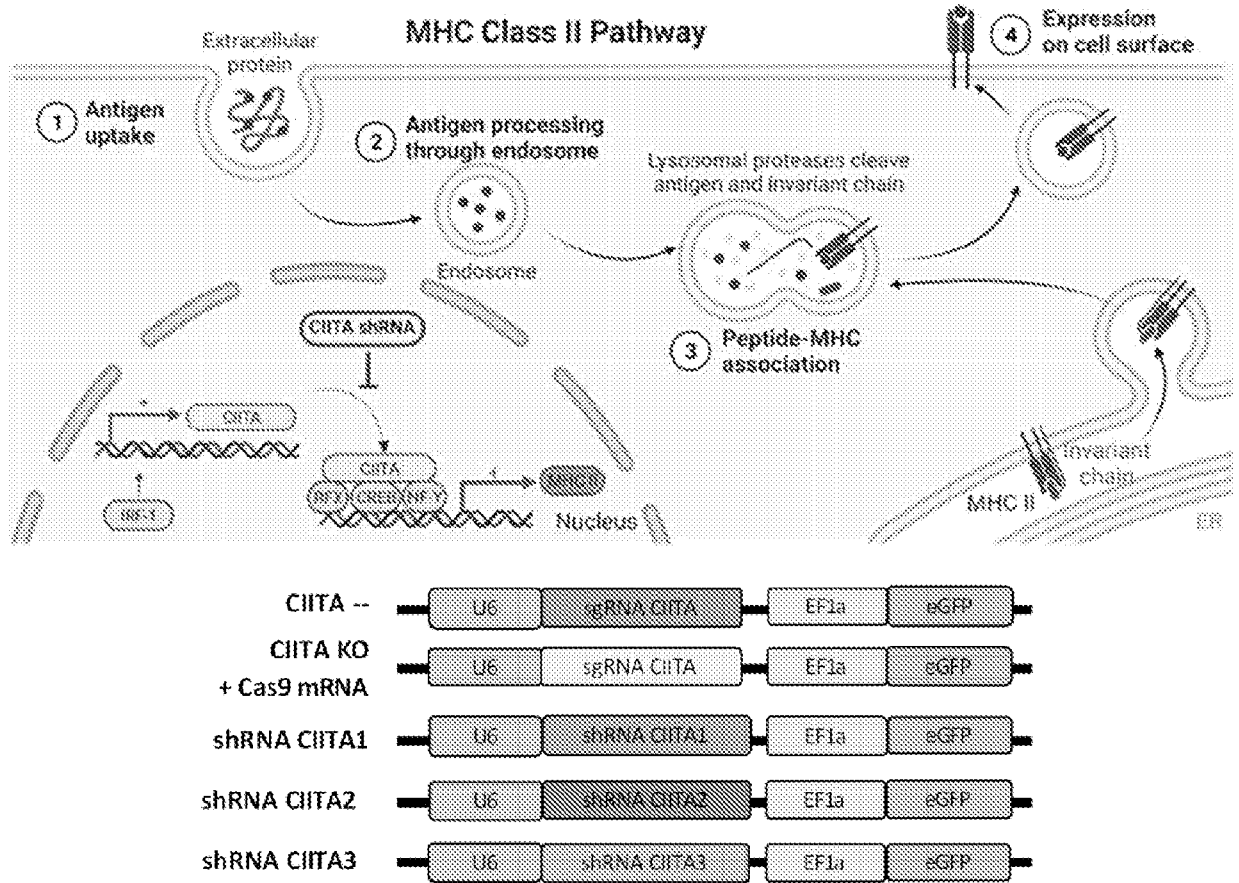 MHC Class II Pathway
Extracellular
protein
1
Antigen
uptake
2
Antigen processing
through endosome
Endosome
Lysosomal proteases cleave
antigen and invariant chain
3
Peptide-MHC
association
4
Expression
on cell surface
CIITA shRNA
CIITA
IRF-1
CIITA
RFX CREB NF-Y
Nucleus
Invariant
chain
MHC II
ER
CIITA -- U6 sgRNA CIITA EF1a eGFP
CIITA KO
+ Cas9 mRNA U6 sgRNA CIITA EF1a eGFP
shRNA CIITA1 U6 shRNA CIITA1 EF1a eGFP
shRNA CIITA2 U6 shRNA CIITA2 EF1a eGFP
shRNA CIITA3 U6 shRNA CIITA3 EF1a eGFP